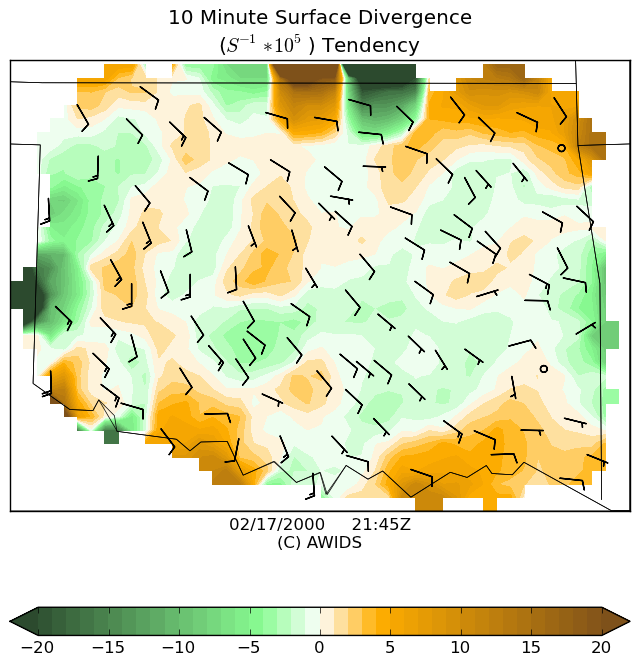 10 Minute Surface Divergence
(S⁻¹ * 10⁵ ) Tendency
02/17/2000 21:45Z
(C) AWIDS
−20 −15 −10 −5 0 5 10 15 20